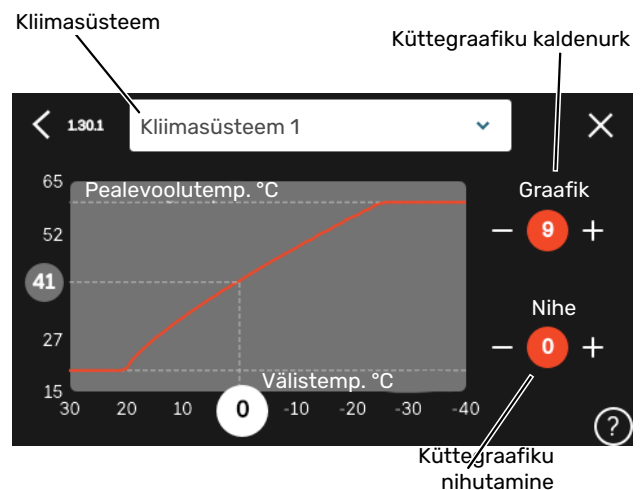 Kliimasüsteem
Küttegraafiku kaldenurk
1.30.1
Kliimasüsteem 1
65
Pealevoolutemp. °C
Graafik
52
− 9 +
41
Nihe
27
− 0 +
Välistemp. °C
15
30 20 10 0 -10 -20 -30 -40
?
Küttegraafiku
nihutamine